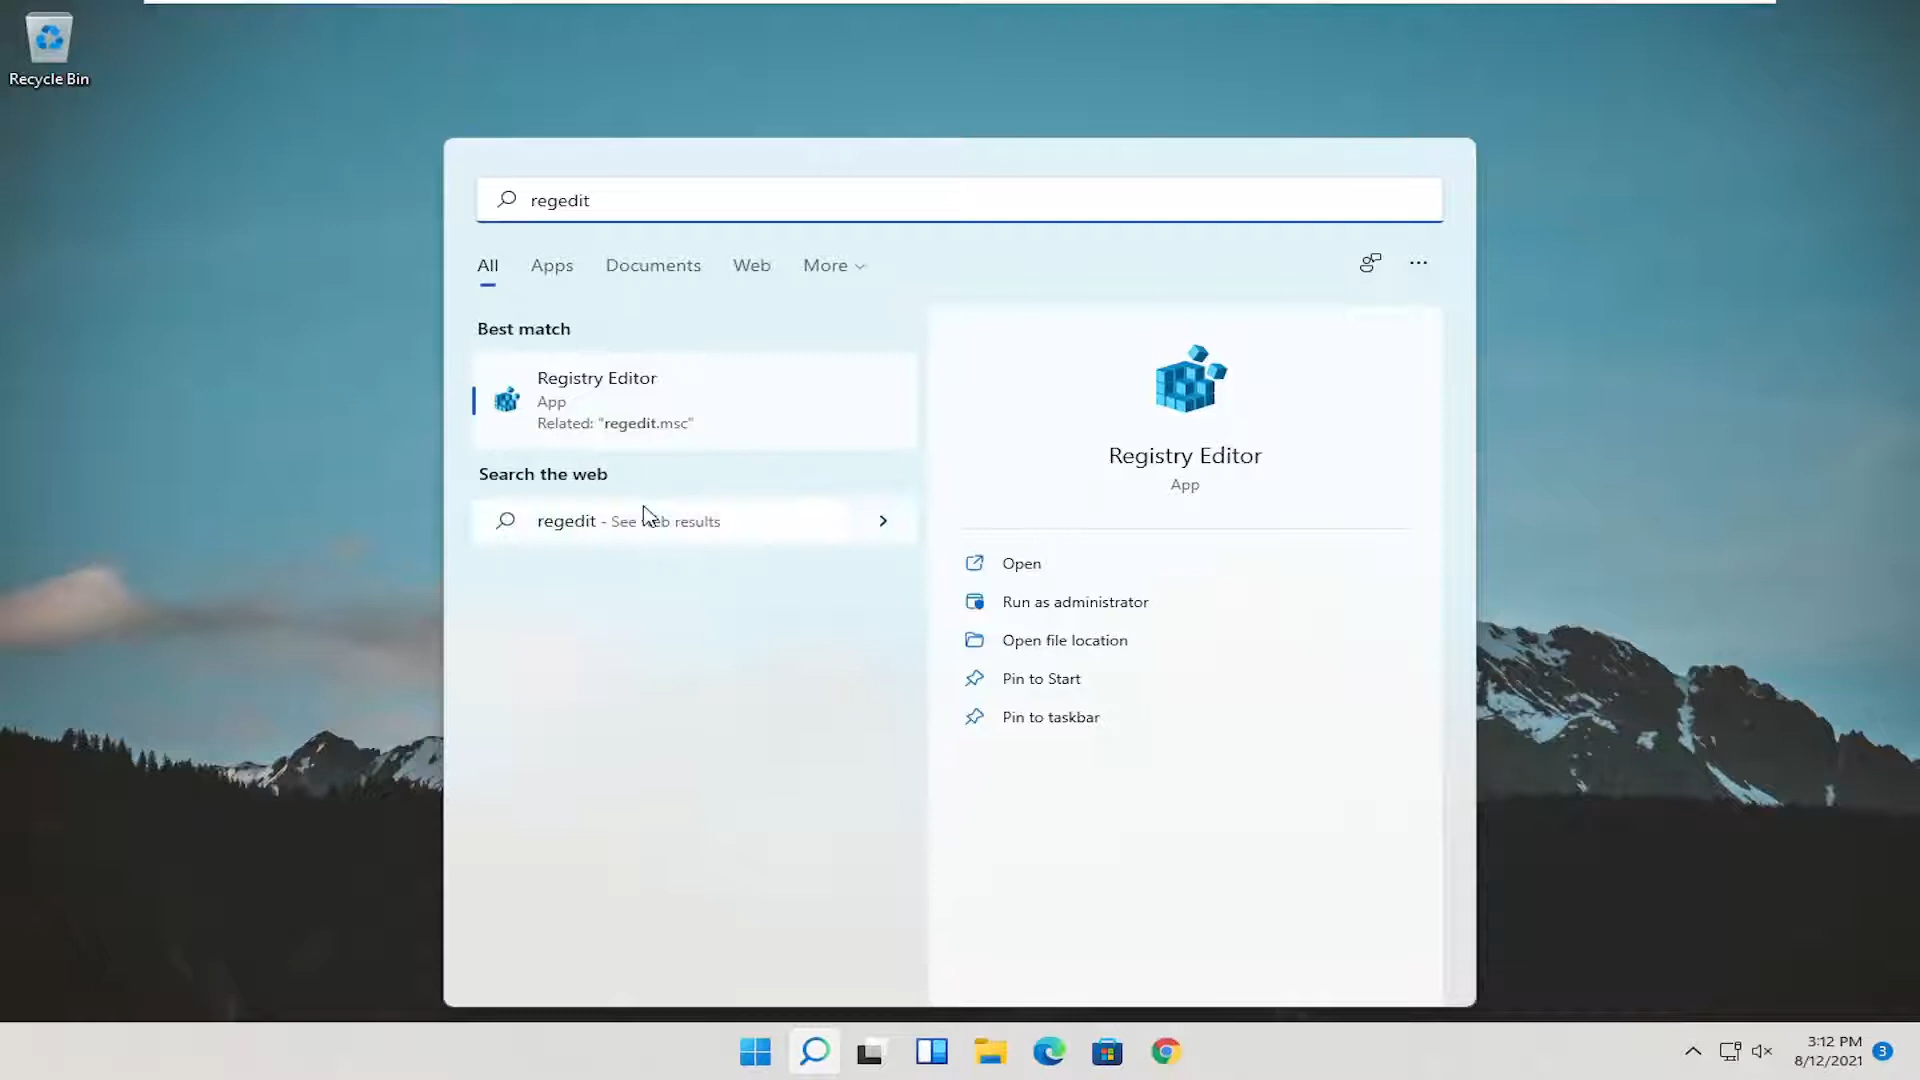 Recycle Bin
regedit
All Apps Documents Web More
Best match
Registry Editor
App
Related: "regedit.msc"
Search the web
regedit - See web results
Registry Editor
App
Open
Run as administrator
Open file location
Pin to Start
Pin to taskbar
3:12 PM
8/12/2021
3